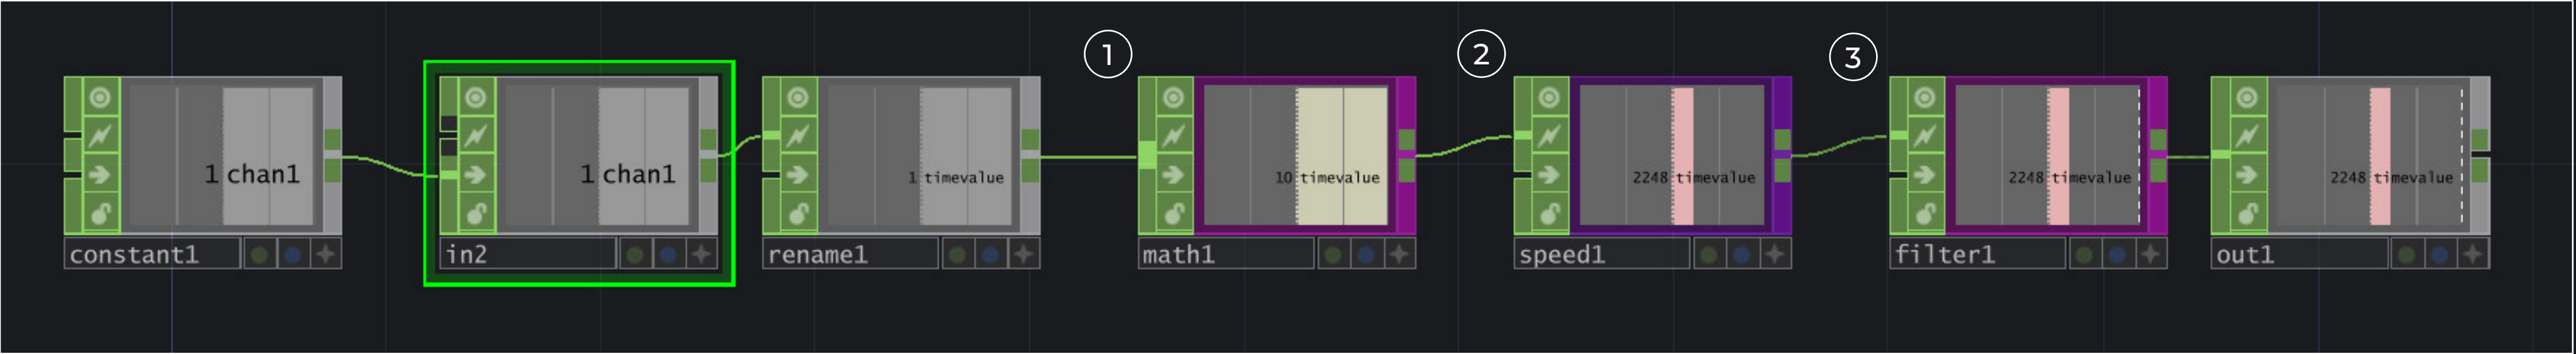 1
2
3
1 chan1
1 chan1
1 timevalue
10 timevalue
2248 timevalue
2248 timevalue
2248 timevalue
constant1
in2
rename1
math1
speed1
filter1
out1